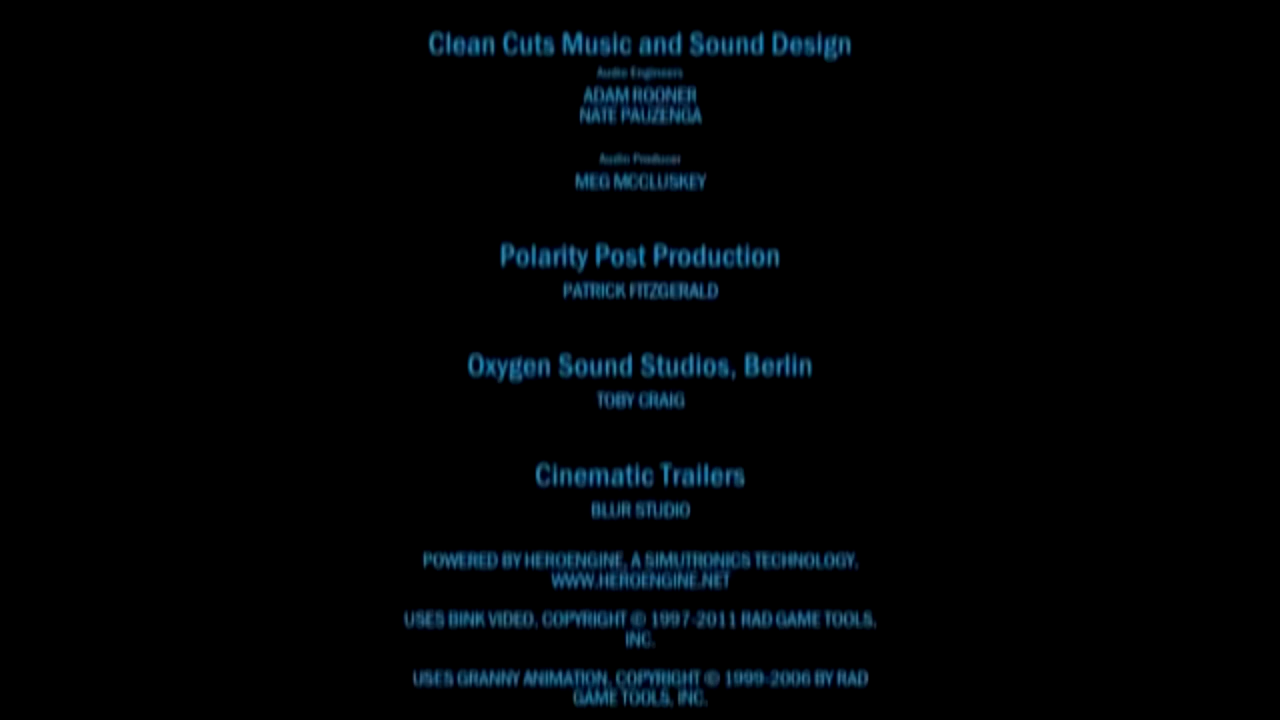 Clean Cuts Music and Sound Design
Audio Engineers
ADAM ROONER
NATE PAUZENGA
Audio Producer
MEG MCCLUSKEY
Polarity Post Production
PATRICK FITZGERALD
Oxygen Sound Studios, Berlin
TOBY CRAIG
Cinematic Trailers
BLUR STUDIO
POWERED BY HEROENGINE, A SIMUTRONICS TECHNOLOGY,
WWW.HEROENGINE.NET
USES BINK VIDEO, COPYRIGHT © 1997-2011 RAD GAME TOOLS,
INC.
USES GRANNY ANIMATION, COPYRIGHT © 1999-2006 BY RAD
GAME TOOLS, INC.